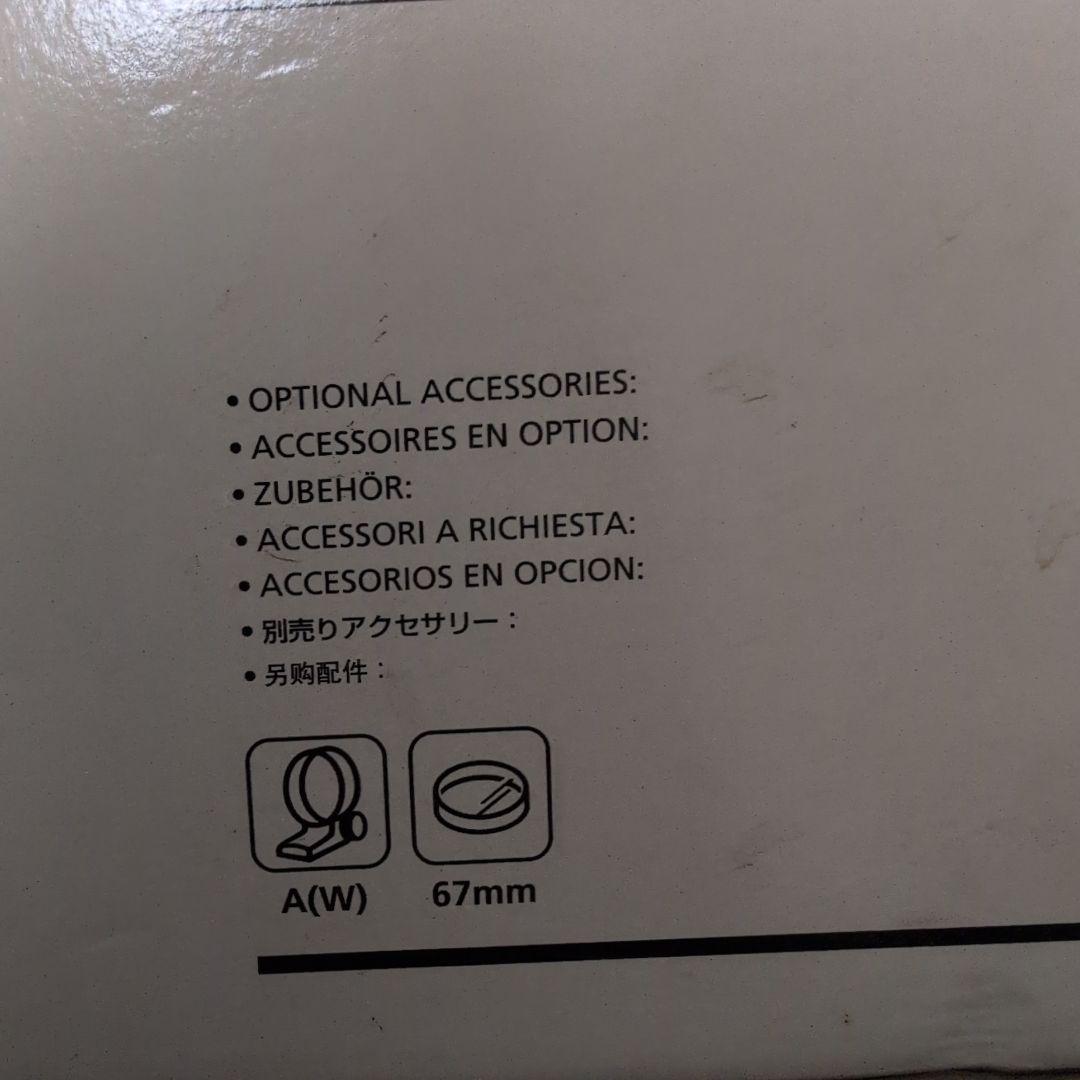 • OPTIONAL ACCESSORIES:
• ACCESSOIRES EN OPTION:
• ZUBEHÖR:
• ACCESSORI A RICHIESTA:
• ACCESORIOS EN OPCION:
• 別売りアクセサリー：
• 另购配件：
A(W) 67mm